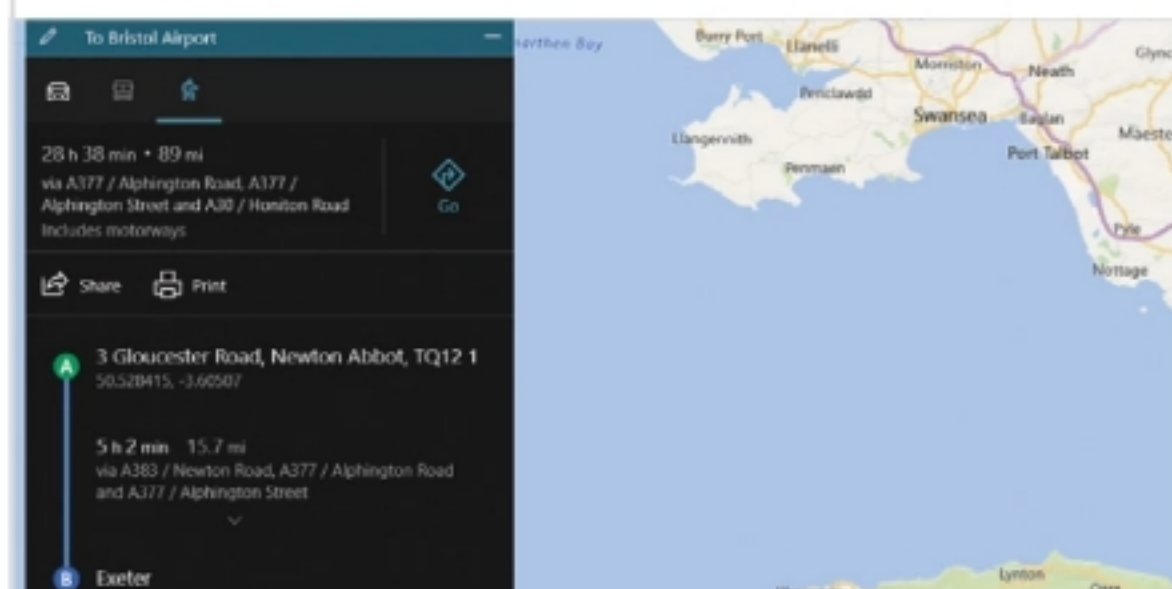 To Bristol Airport
28 h 38 min • 89 mi
via A377 / Alphington Road, A377 /
Alphington Street and A30 / Honiton Road
Includes motorways
Go
Share
Print
A
3 Gloucester Road, Newton Abbot, TQ12 1
50.528415, -3.60507
5 h 2 min 15.7 mi
via A383 / Newton Road, A377 / Alphington Road
and A377 / Alphington Street
B
Exeter
Bay
Burry Port
Llanelli
Morriston
Neath
Penclawdd
Swansea
Baglan
Llangennith
Port Talbot
Penmaen
Pyle
Nottage
Lynton